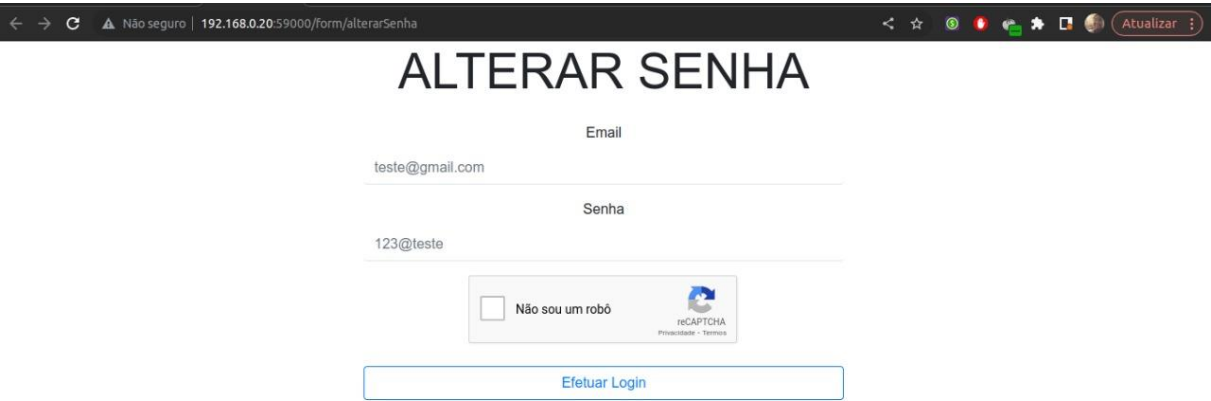 Não seguro | 192.168.0.20:59000/form/alterarSenha
Atualizar
ALTERAR SENHA
Email
teste@gmail.com
Senha
123@teste
Não sou um robô
reCAPTCHA
Privacidade - Termos
Efetuar Login